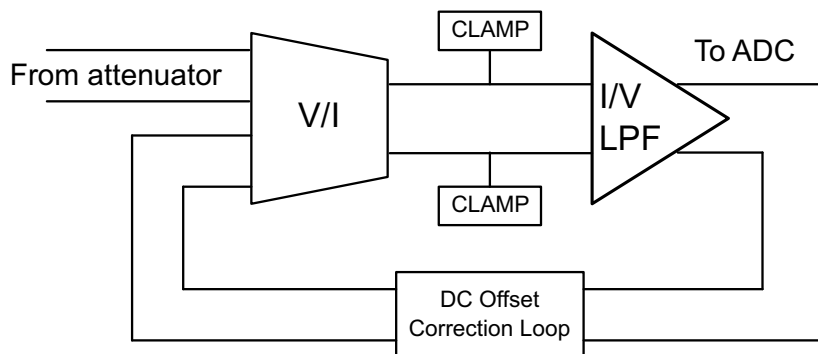 CLAMP
To ADC
From attenuator
V/I
I/V
LPF
CLAMP
DC Offset
Correction Loop